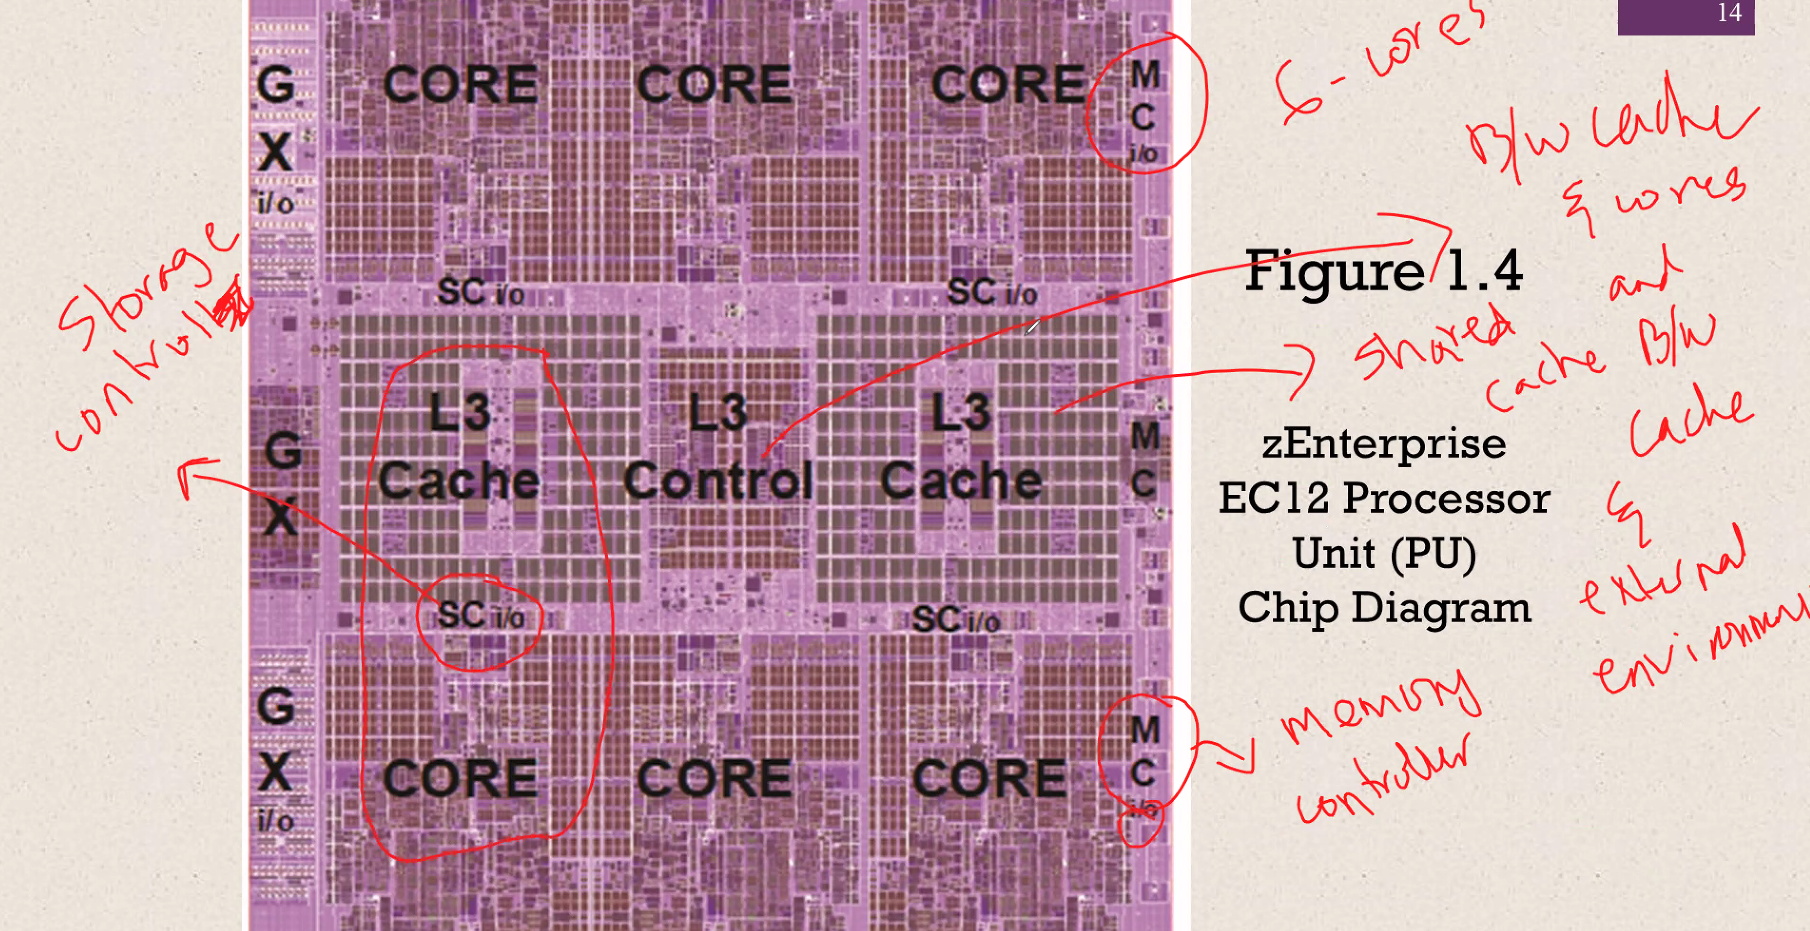 14
6-cores
G
X
i/o
CORE
CORE
CORE
M
C
i/o
B/W cache
& cores
and
cache B/W
cache
&
external
environment
Storage
control
SC i/o
SC i/o
Figure 1.4
shared
G
X
L3
Cache
L3
Control
L3
Cache
M
C
zEnterprise
EC12 Processor
Unit (PU)
Chip Diagram
SC i/o
SC i/o
G
X
i/o
CORE
CORE
CORE
M
C
i/o
memory
controller